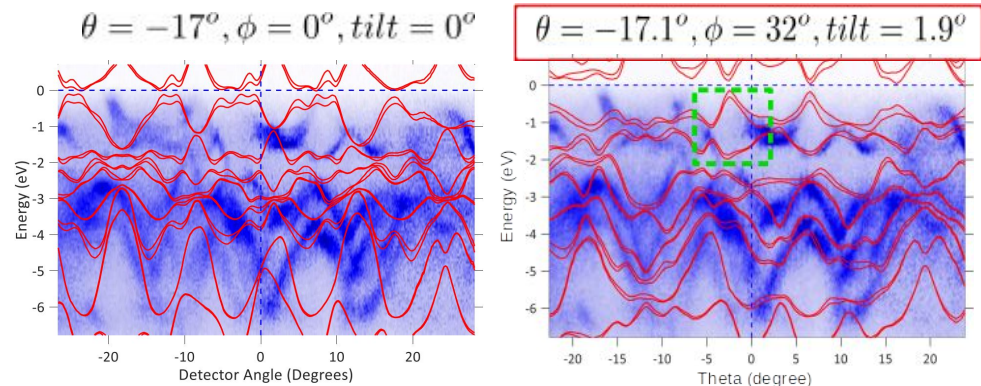 θ = −17°, ϕ = 0°, tilt = 0°
0
-1
-2
-3
-4
-5
-6
Energy (eV)
-20 -10 0 10 20
Detector Angle (Degrees)
θ = −17.1°, ϕ = 32°, tilt = 1.9°
0
-1
-2
-3
-4
-5
-6
Energy (eV)
-20 -15 -10 -5 0 5 10 15 20
Theta (degree)